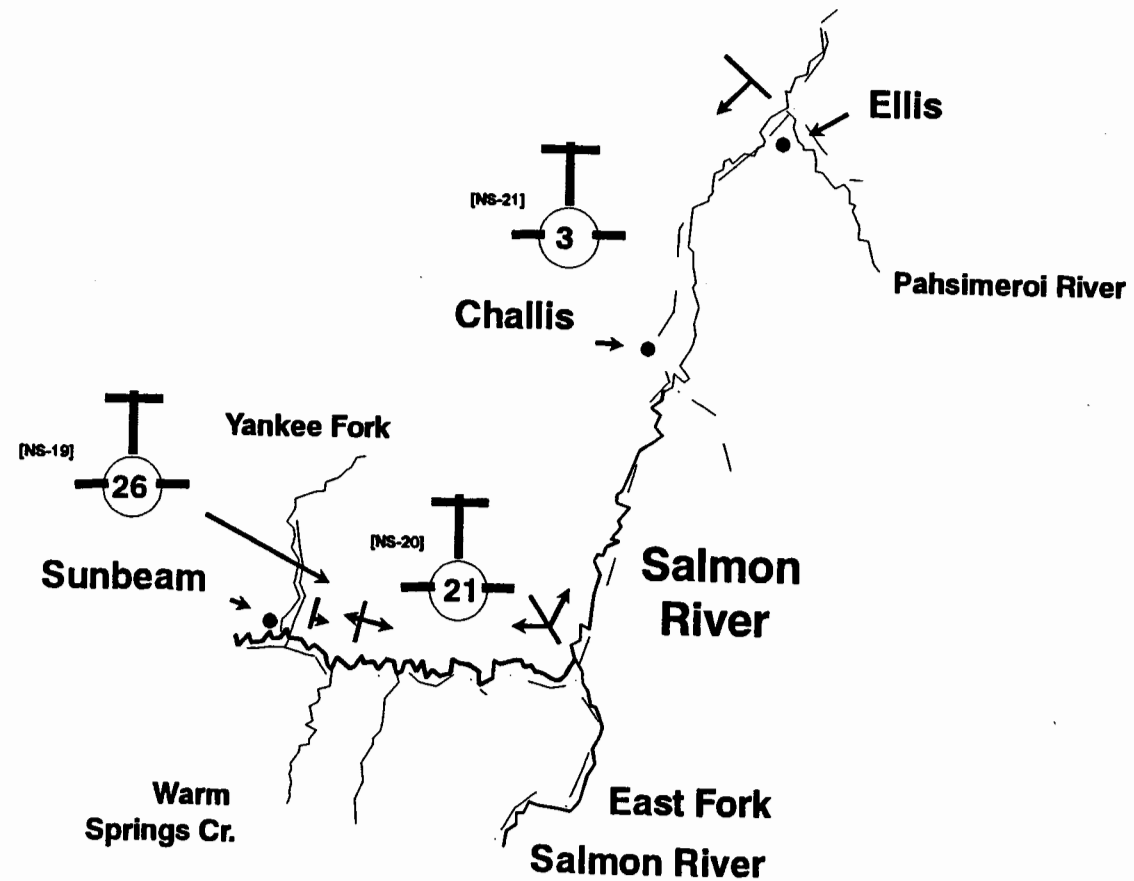 Ellis
[NS-21]
3
Pahsimeroi River
Challis
Yankee Fork
[NS-19]
26
[NS-20]
21
Sunbeam
Salmon
River
Warm
Springs Cr.
East Fork
Salmon River